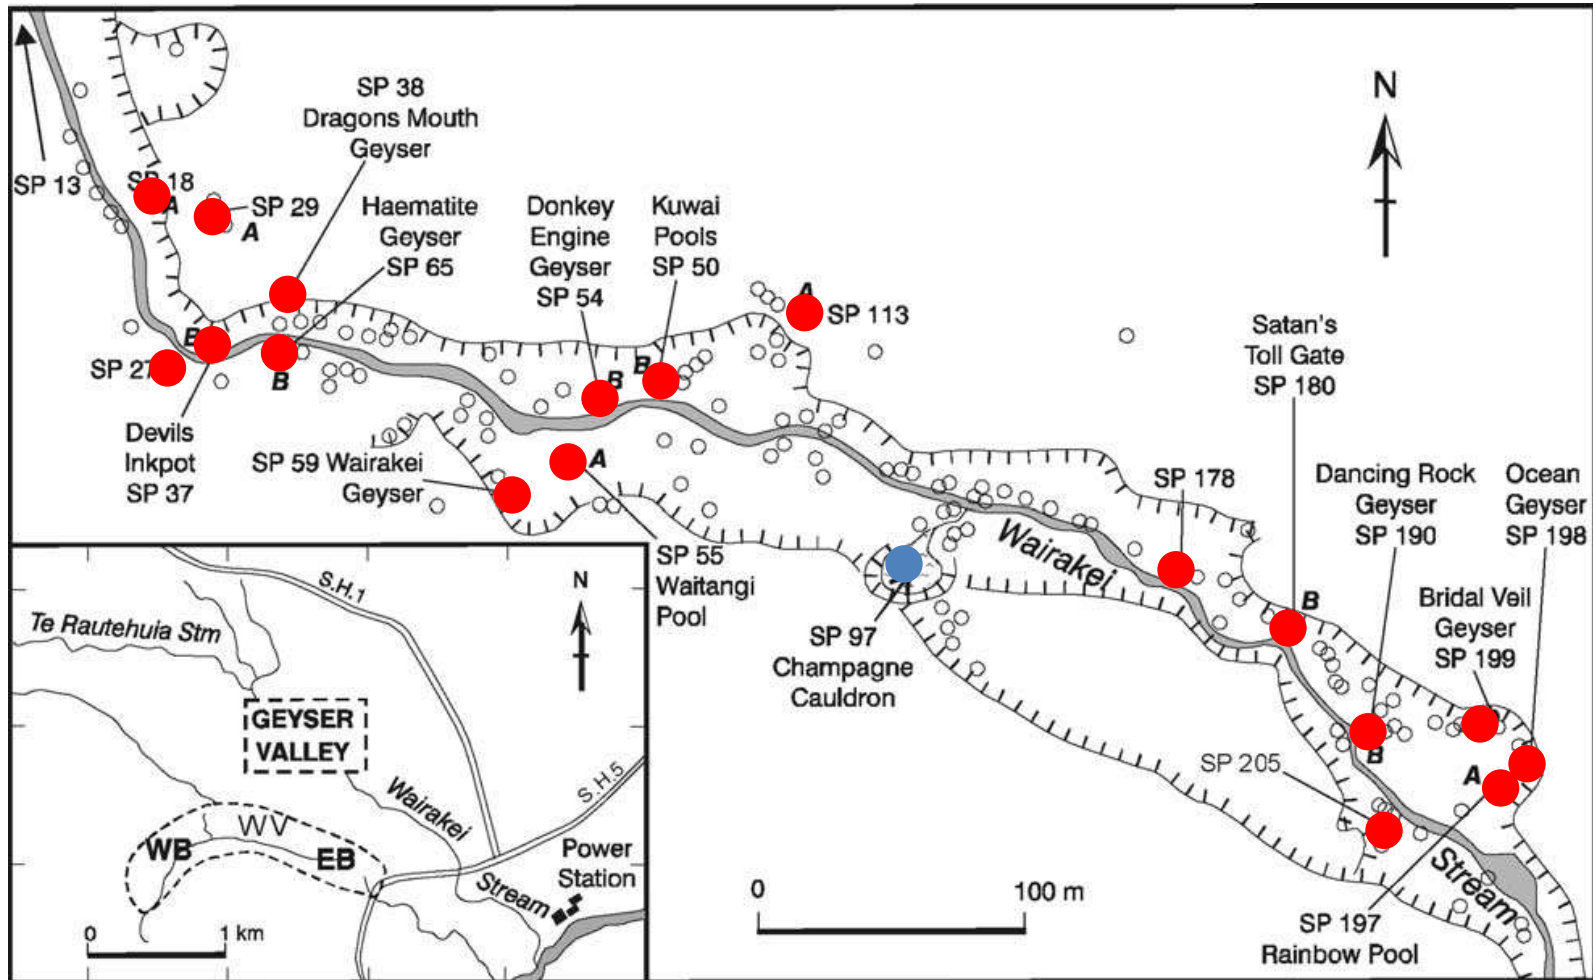 SP 13
SP 18
A
SP 29
A
SP 38
Dragons Mouth
Geyser
Haematite
Geyser
SP 65
Donkey
Engine
Geyser
SP 54
Kuwai
Pools
SP 50
A
SP 113
N
Satan's
Toll Gate
SP 180
B
SP 27
B
B
B
Devils
Inkpot
SP 37
SP 59 Wairakei
Geyser
A
SP 55
Waitangi
Pool
SP 97
Champagne
Cauldron
Wairakei
SP 178
Dancing Rock
Geyser
SP 190
Ocean
Geyser
SP 198
B
Bridal Veil
Geyser
SP 199
B
A
SP 205
Stream
SP 197
Rainbow Pool
0
100 m
S.H.1
N
Te Rautehuia Stm
GEYSER
VALLEY
S.H.5
Wairakei
WV
WB
EB
Power
Station
Stream
0
1 km